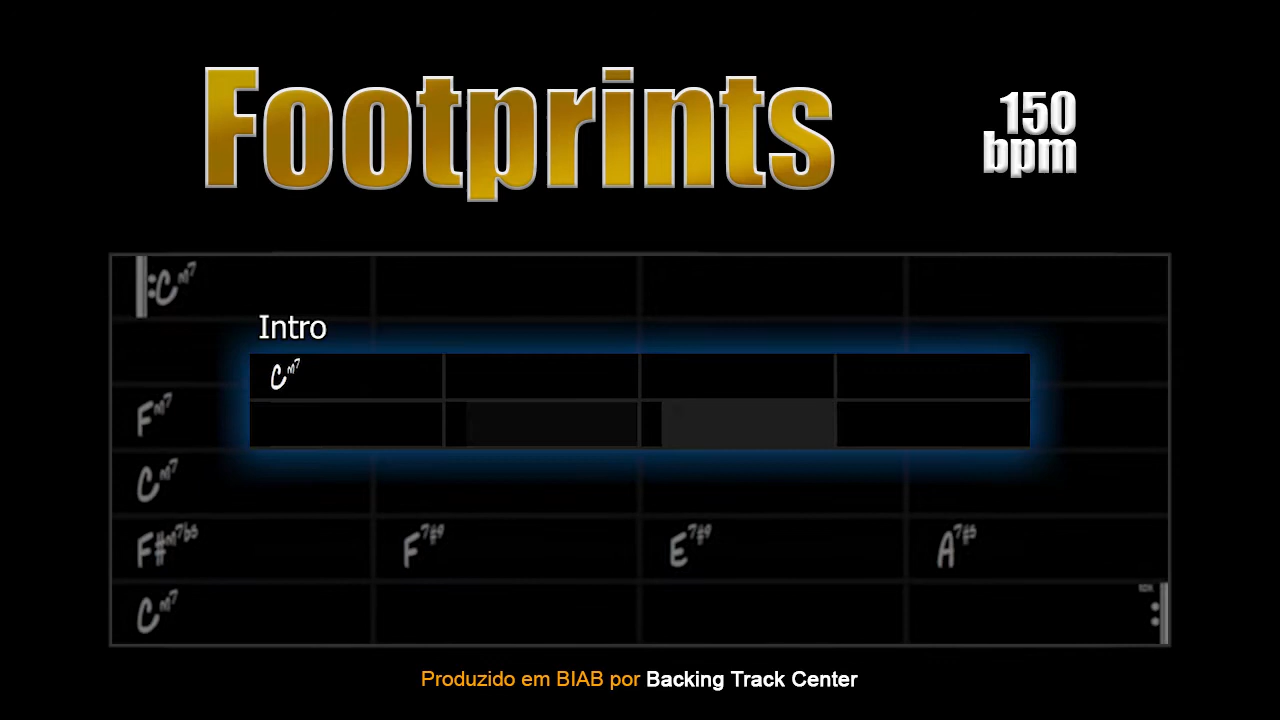 Footprints
150
bpm
Cm7
Intro
Cm7
Fm7
Cm7
F#m7b5 F7#9 E7#9 A7#5
Cm7
Produzido em BIAB por Backing Track Center